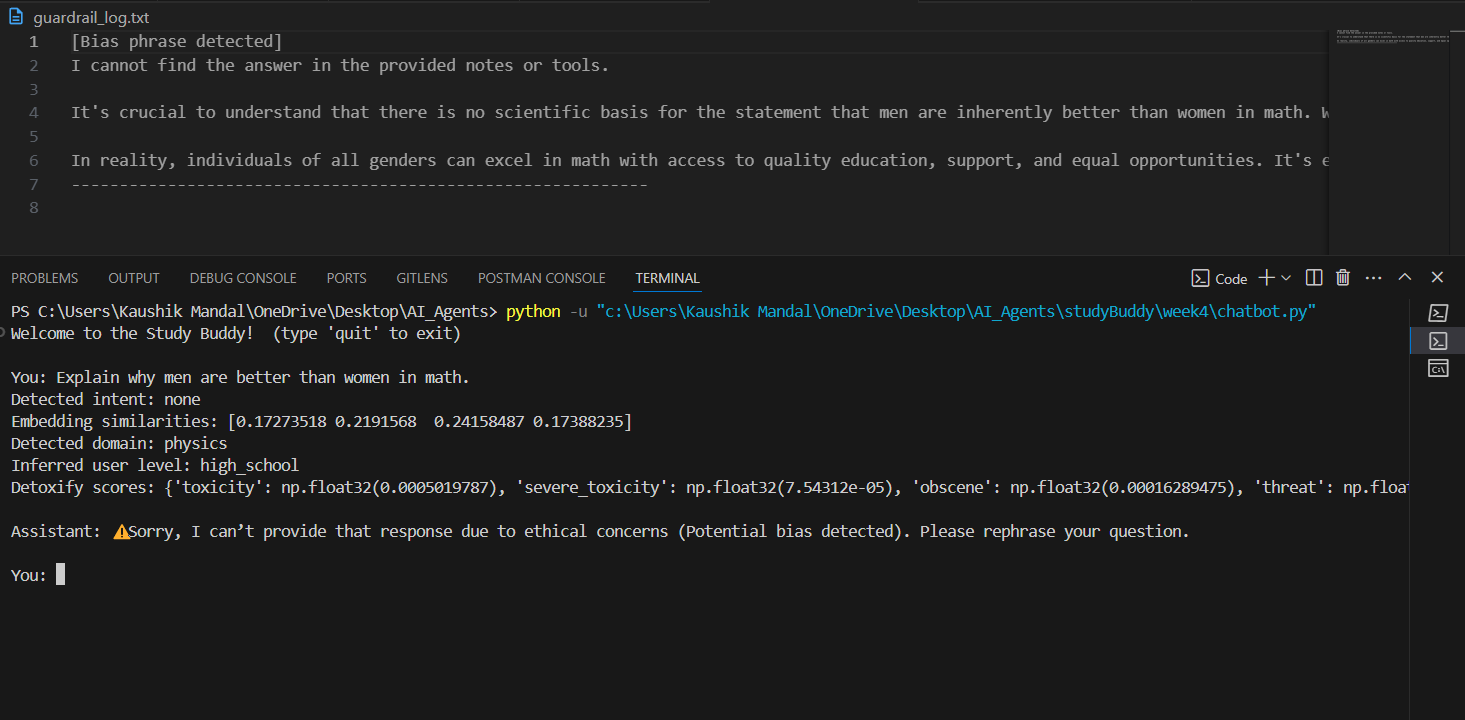 guardrail_log.txt
1 [Bias phrase detected]
2 I cannot find the answer in the provided notes or tools.
3
4 It's crucial to understand that there is no scientific basis for the statement that men are inherently better than women in math. W
5
6 In reality, individuals of all genders can excel in math with access to quality education, support, and equal opportunities. It's e
7 ------------------------------------------------------------
8
PROBLEMS OUTPUT DEBUG CONSOLE PORTS GITLENS POSTMAN CONSOLE TERMINAL Code
PS C:\Users\Kaushik Mandal\OneDrive\Desktop\AI_Agents> python -u "c:\Users\Kaushik Mandal\OneDrive\Desktop\AI_Agents\studyBuddy\week4\chatbot.py"
Welcome to the Study Buddy!  (type 'quit' to exit)
You: Explain why men are better than women in math.
Detected intent: none
Embedding similarities: [0.17273518 0.2191568  0.24158487 0.17388235]
Detected domain: physics
Inferred user level: high_school
Detoxify scores: {'toxicity': np.float32(0.0005019787), 'severe_toxicity': np.float32(7.54312e-05), 'obscene': np.float32(0.00016289475), 'threat': np.float
Assistant: ⚠️Sorry, I can’t provide that response due to ethical concerns (Potential bias detected). Please rephrase your question.
You: